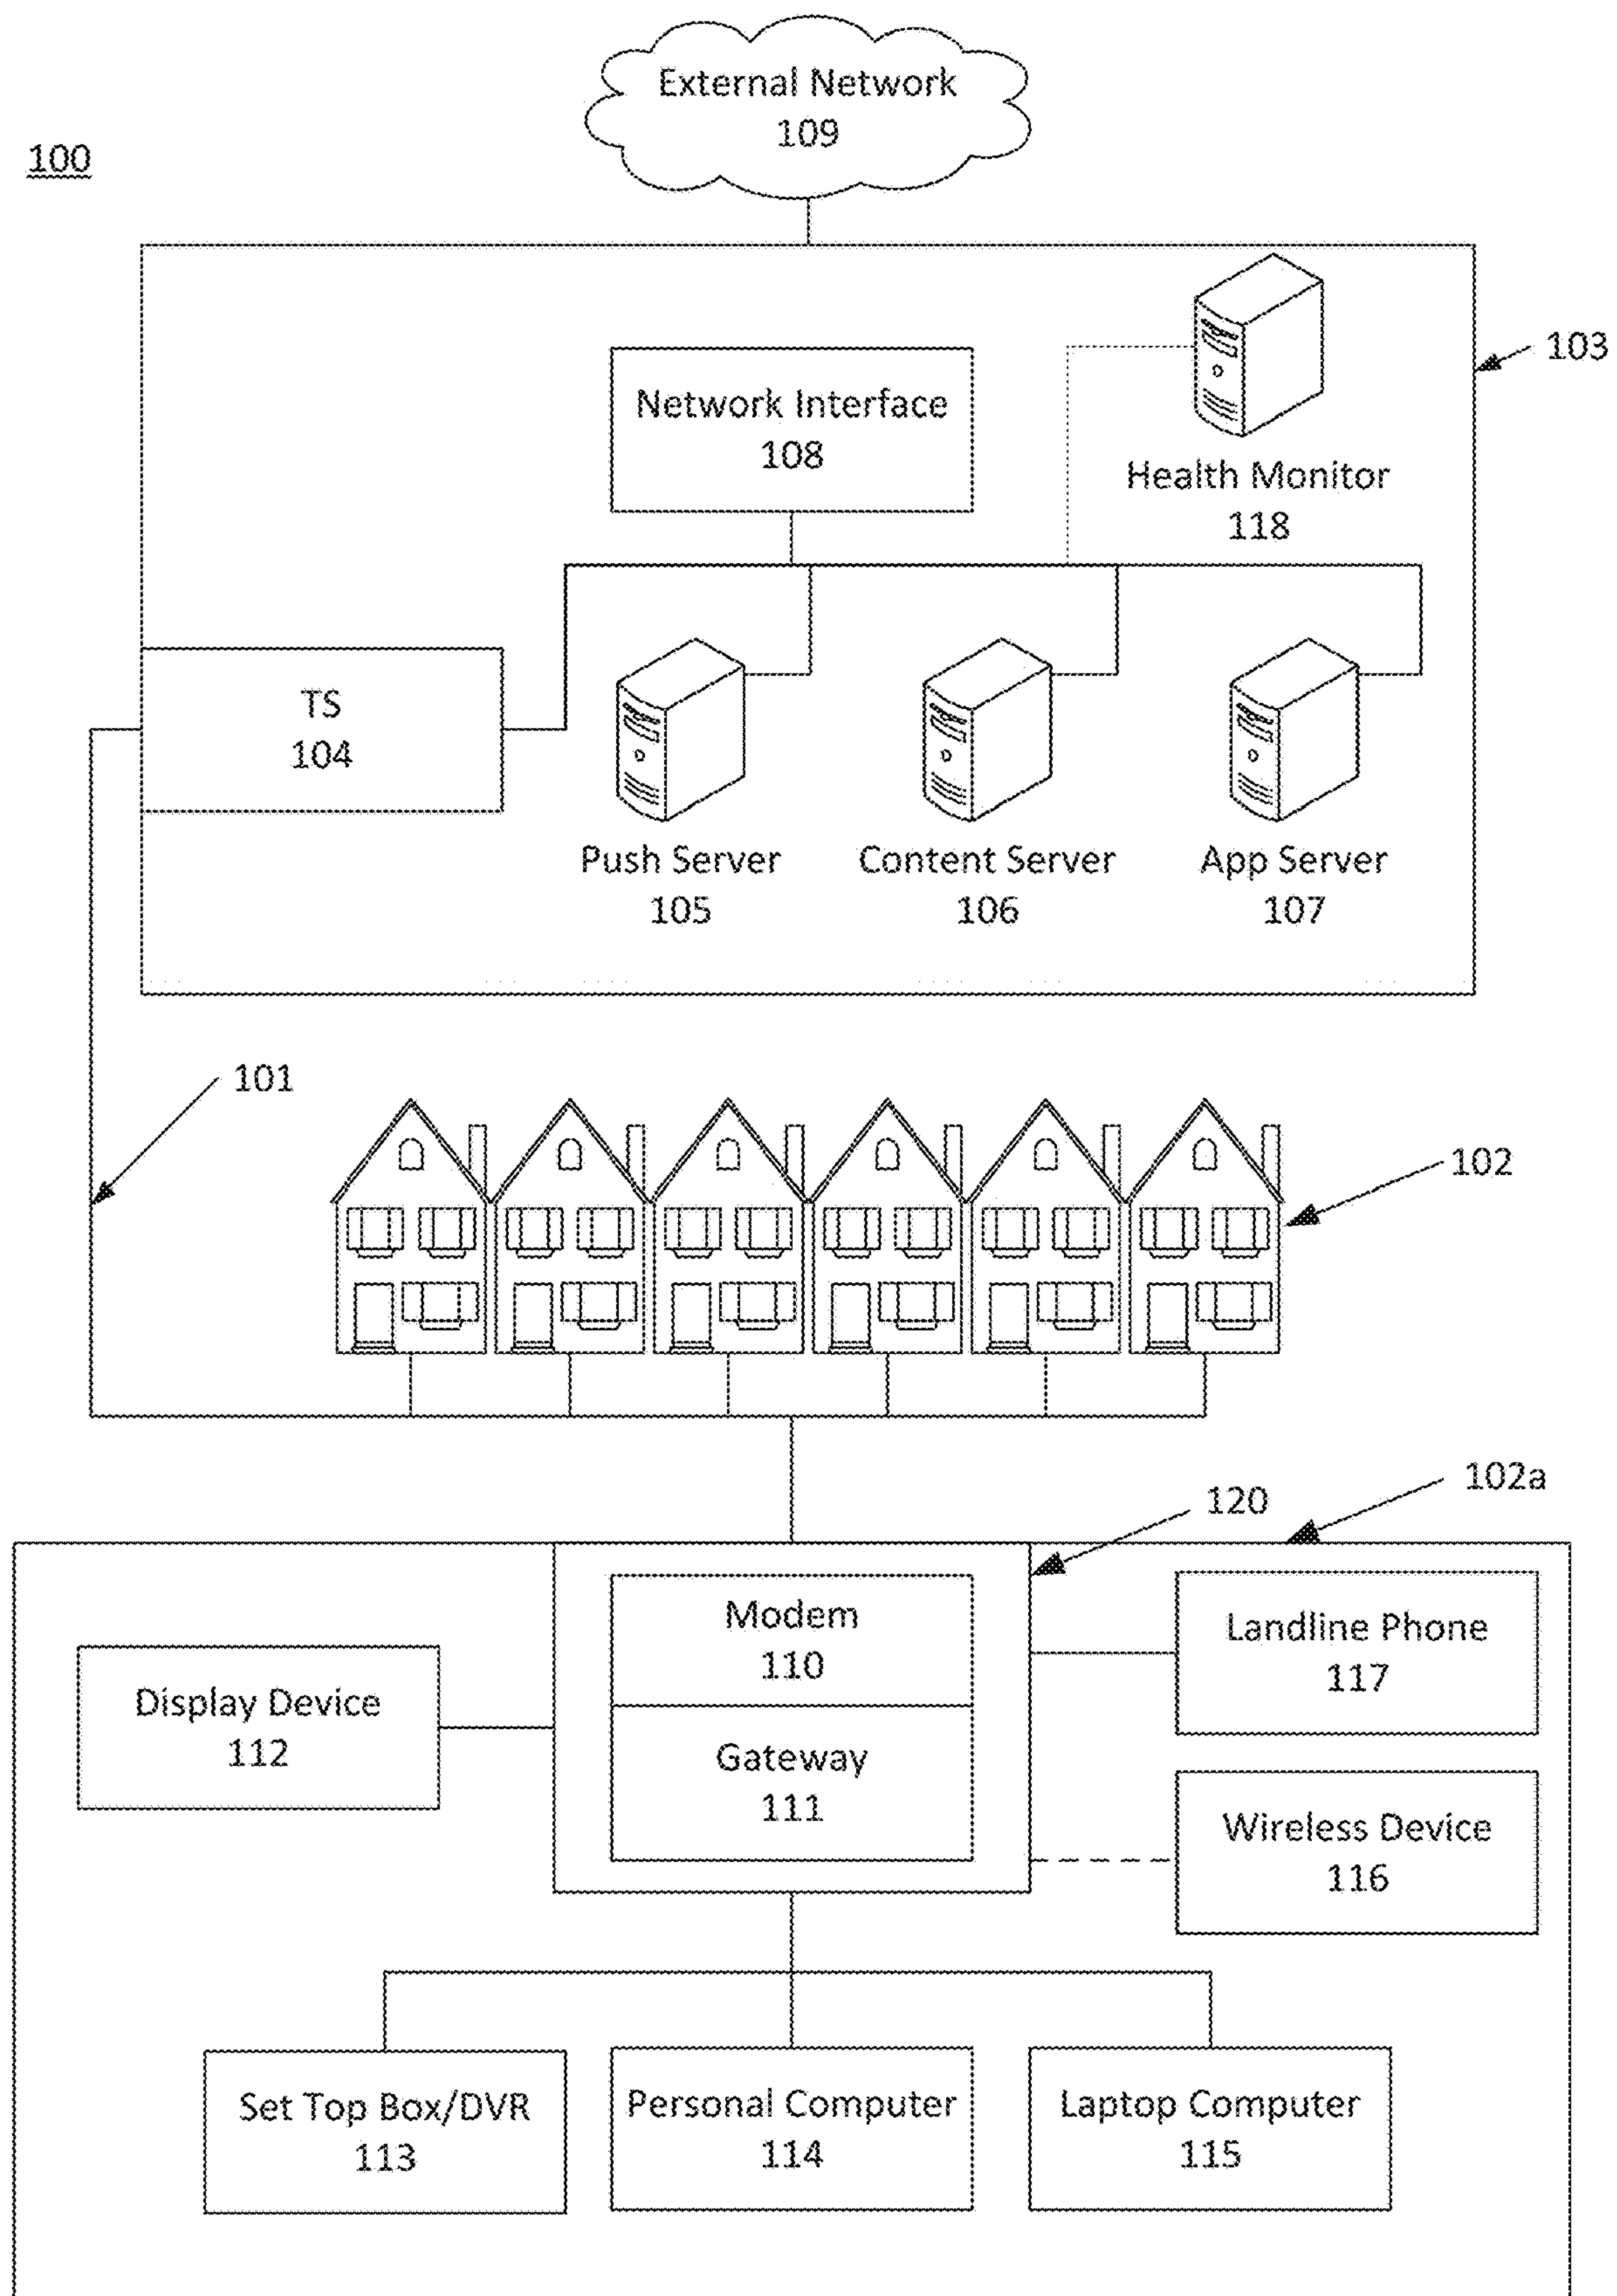 External Network
109
100
103
Network Interface
108
Health Monitor
118
TS
104
Push Server
105
Content Server
106
App Server
107
101
102
102a
120
Modem
110
Landline Phone
117
Display Device
112
Gateway
111
Wireless Device
116
Set Top Box/DVR
113
Personal Computer
114
Laptop Computer
115